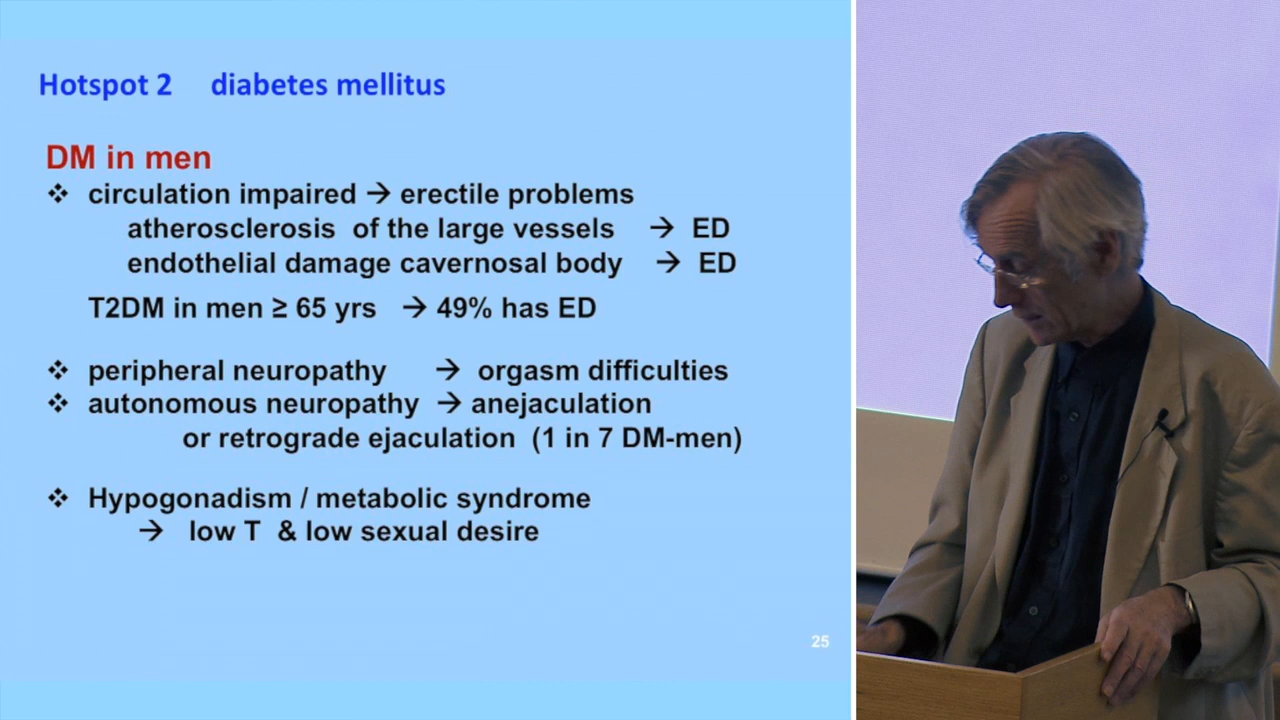 Hotspot 2 diabetes mellitus
DM in men
❖ circulation impaired → erectile problems
atherosclerosis of the large vessels → ED
endothelial damage cavernosal body → ED
T2DM in men ≥ 65 yrs → 49% has ED
❖ peripheral neuropathy → orgasm difficulties
❖ autonomous neuropathy → anejaculation
or retrograde ejaculation (1 in 7 DM-men)
❖ Hypogonadism / metabolic syndrome
→ low T & low sexual desire
25